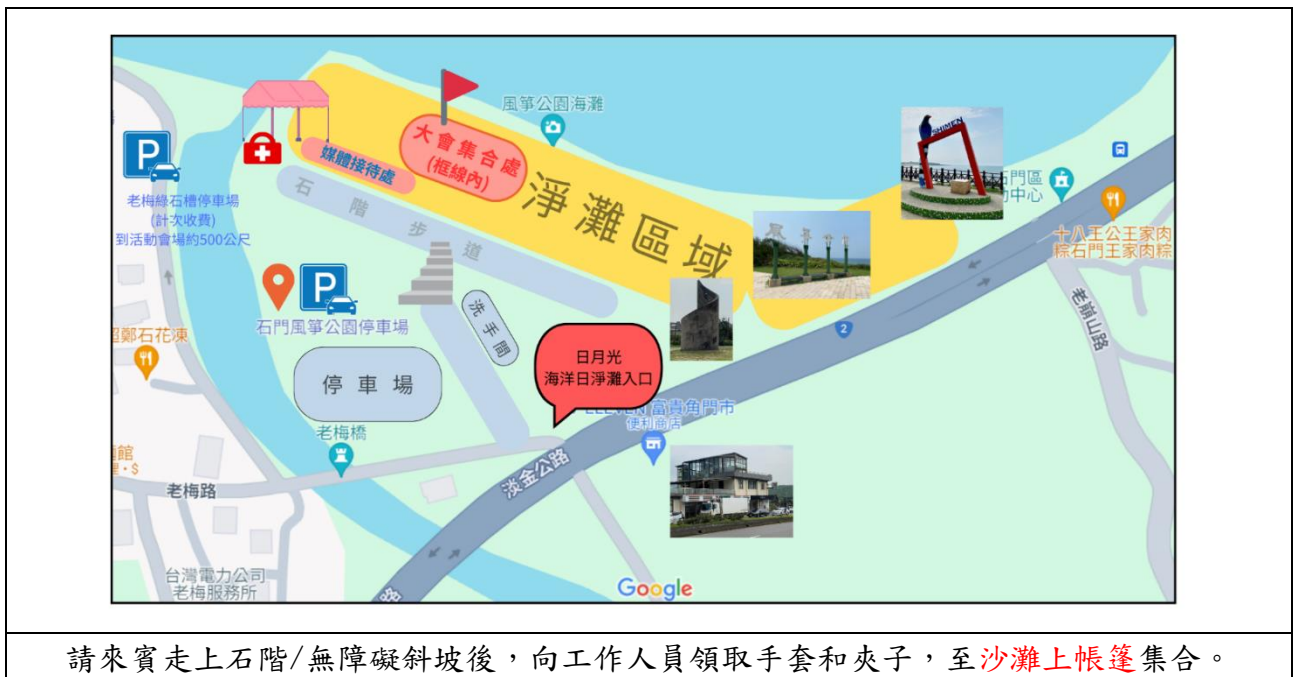 風箏公園海灘
大會集合處
(框線內)
媒體接待處
SHIMEN
P
老梅綠石槽停車場
(計次收費)
到活動會場約500公尺
石階步道
淨灘區域
十八王公王家肉
粽石門王家肉粽
P
石門風箏公園停車場
洗手間
2
老崩山路
日月光
海洋日淨灘入口
停車場
富貴角門市
便利商店
老梅橋
老梅路
淡金公路
台灣電力公司
老梅服務所
路
Google
請來賓走上石階/無障礙斜坡後，向工作人員領取手套和夾子，至沙灘上帳篷集合。